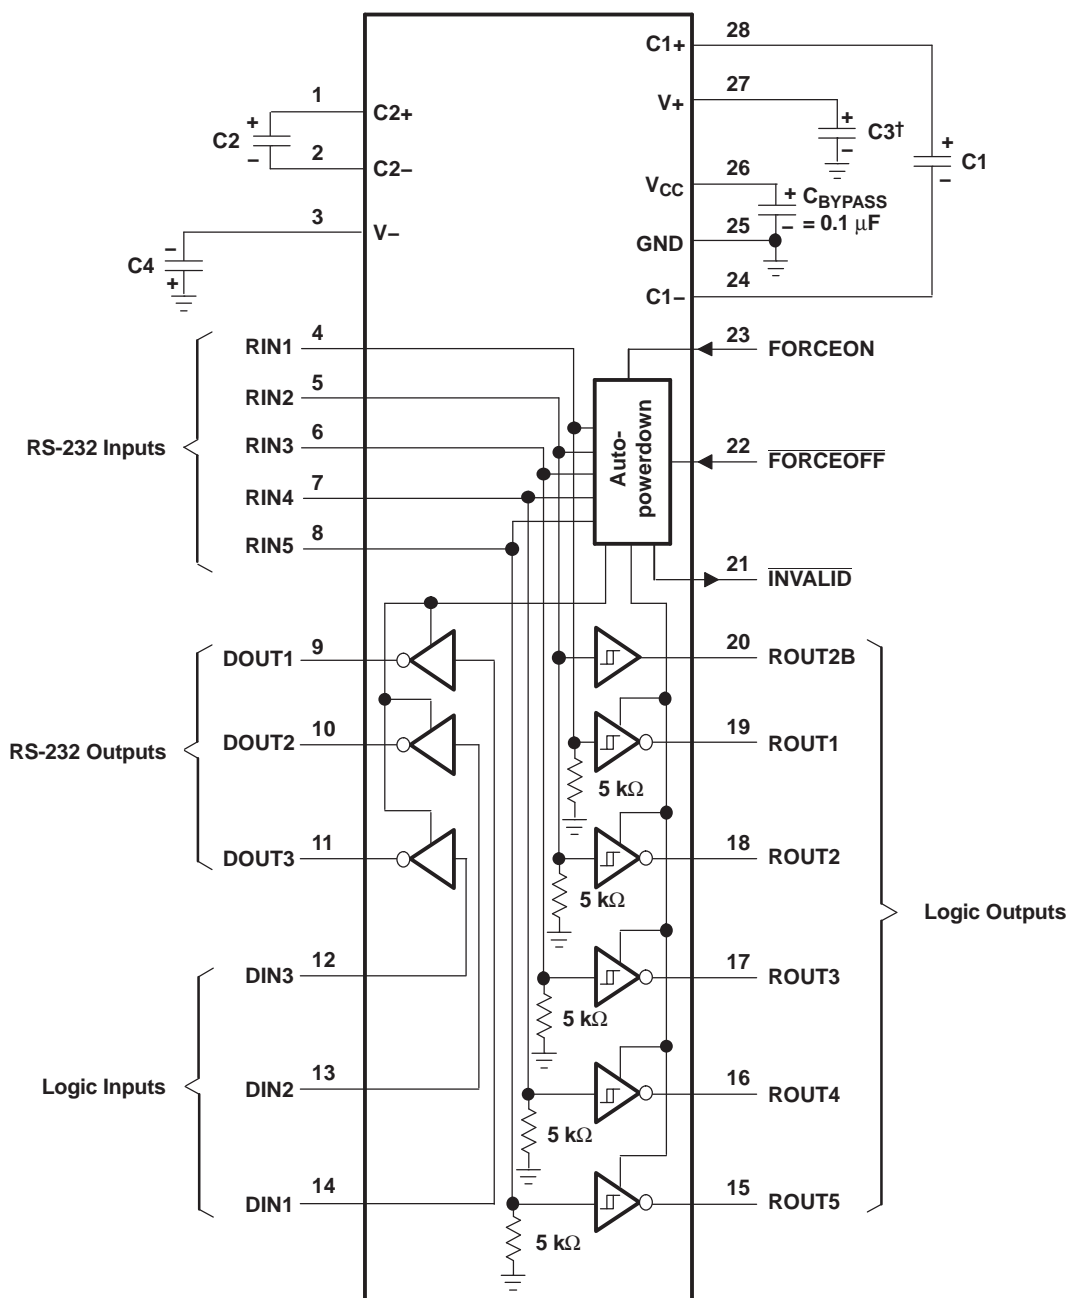 1
C2+
C2
+
–
2
C2–
3
V–
C4
–
+
28
C1+
27
V+
+
–
C3†
+
–
C1
26
VCC
+
–
CBYPASS
= 0.1 µF
25
GND
24
C1–
RS-232 Inputs
RIN1
4
RIN2
5
RIN3
6
RIN4
7
RIN5
8
Auto-
powerdown
23
FORCEON
22
FORCEOFF
21
INVALID
RS-232 Outputs
DOUT1
9
DOUT2
10
DOUT3
11
Logic Inputs
DIN3
12
DIN2
13
DIN1
14
20
ROUT2B
19
ROUT1
5 kΩ
18
ROUT2
5 kΩ
17
ROUT3
5 kΩ
16
ROUT4
5 kΩ
15
ROUT5
5 kΩ
Logic Outputs